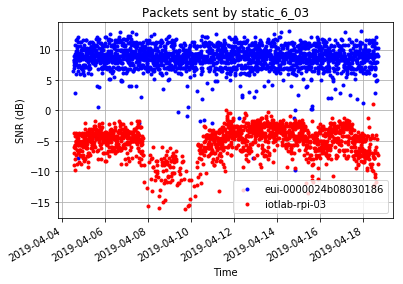 Packets sent by static_6_03
10
5
0
−5
−10
−15
SNR (dB)
eui-0000024b08030186
iotlab-rpi-03
2019-04-04
2019-04-06
2019-04-08
2019-04-10
2019-04-12
2019-04-14
2019-04-16
2019-04-18
Time